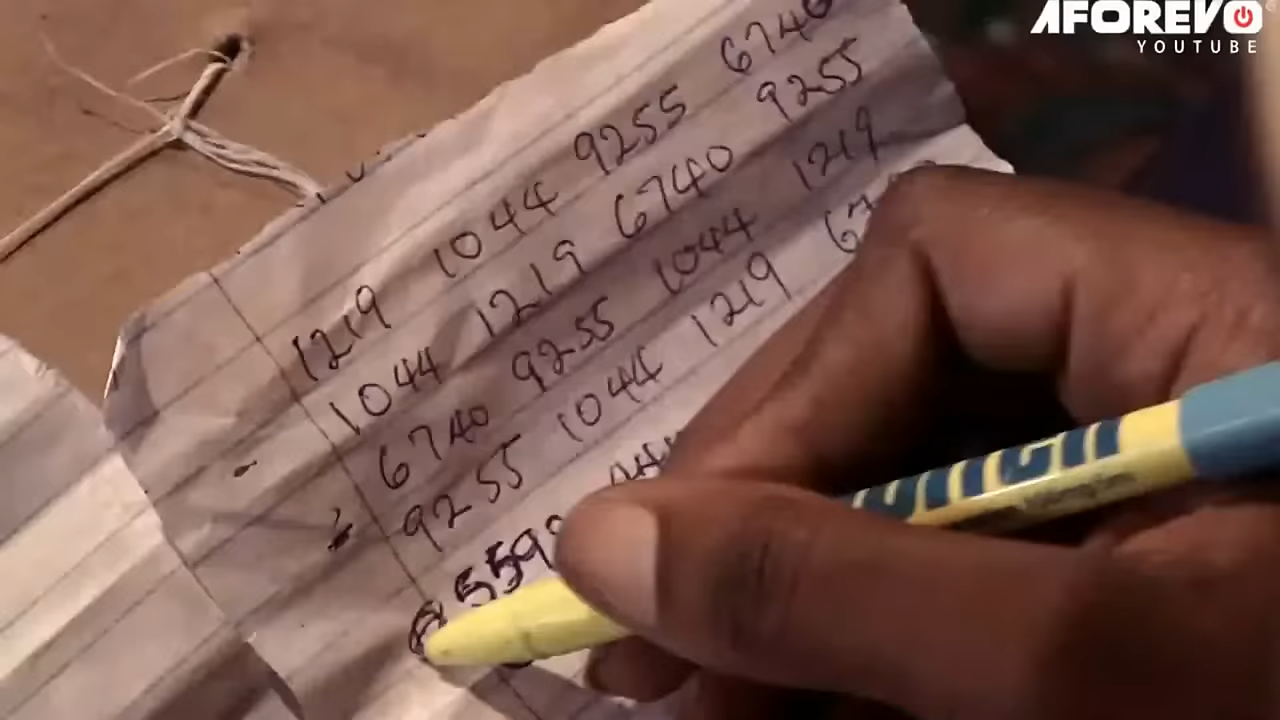 AFOREVO
YOUTUBE
1219 1044 9255 6740
1044 1219 6740 9255
6740 9255 1044 1219
9255 1044 1219